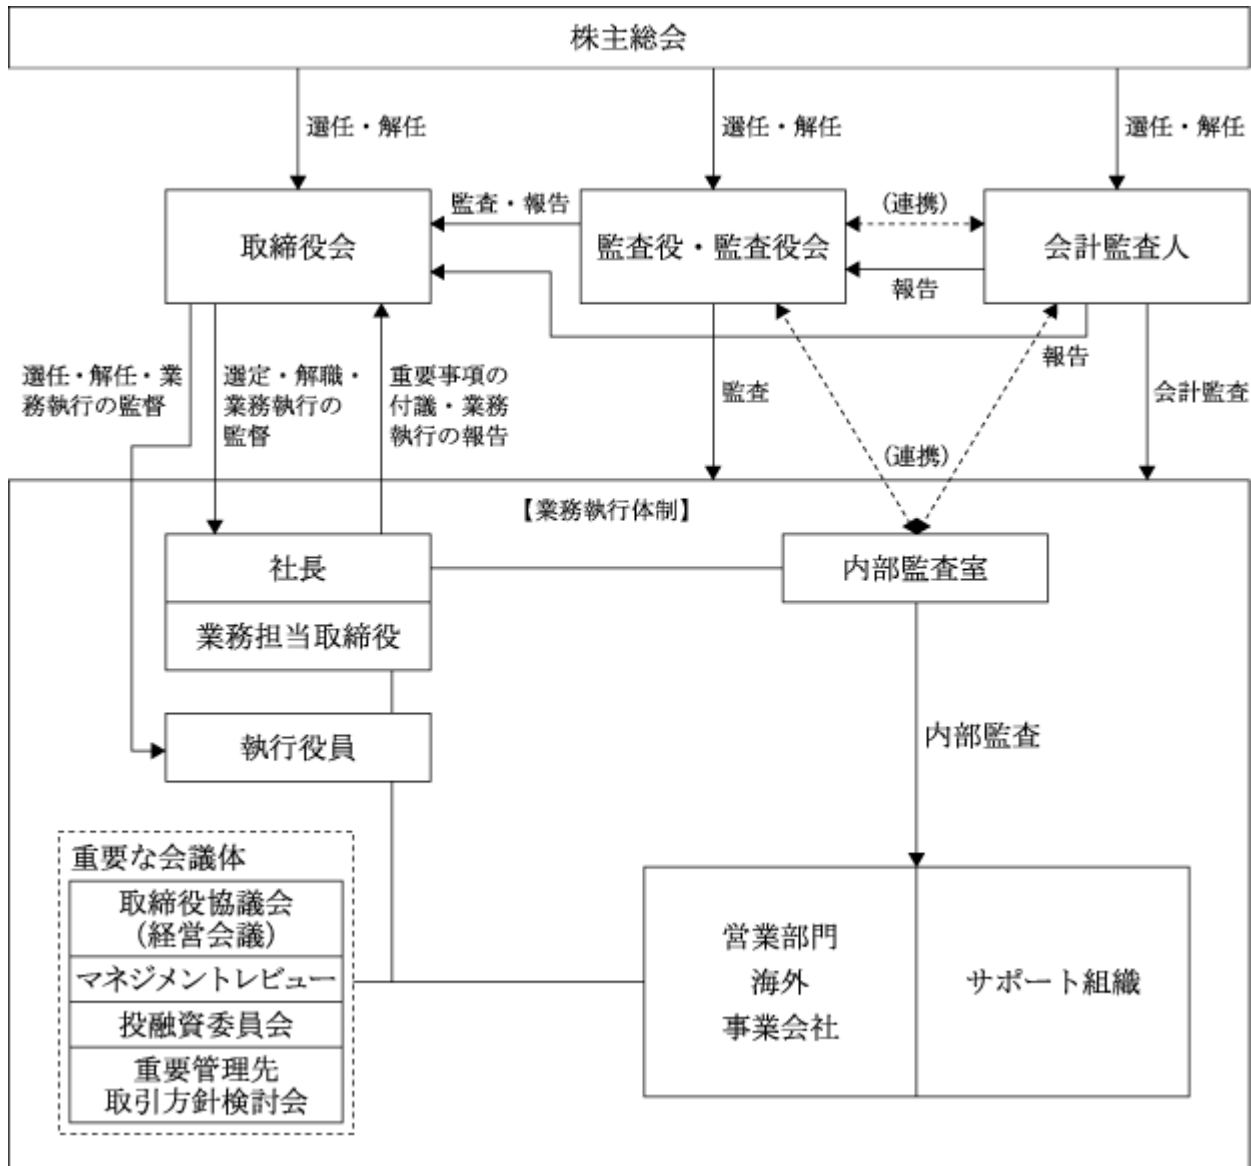 株主総会
選任・解任
選任・解任
選任・解任
取締役会
監査・報告
監査役・監査役会
(連携)
報告
会計監査人
選任・解任・業
務執行の監督
選定・解職・
業務執行の
監督
重要事項の
付議・業務
執行の報告
監査
報告
会計監査
(連携)
【業務執行体制】
社長
業務担当取締役
内部監査室
執行役員
内部監査
重要な会議体
取締役協議会
(経営会議)
マネジメントレビュー
投融資委員会
重要管理先
取引方針検討会
営業部門
海外
事業会社
サポート組織